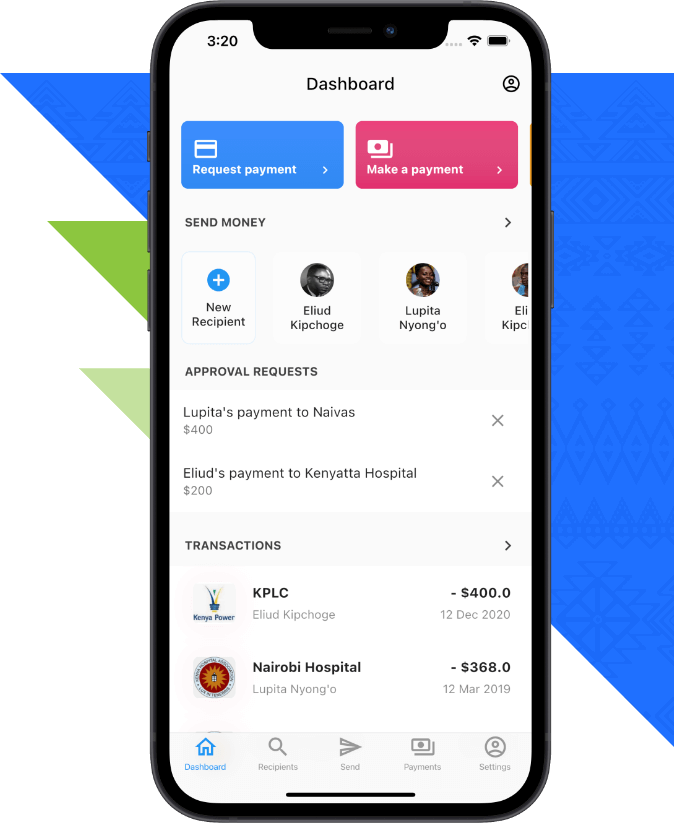 3:20
Dashboard
Request payment
Make a payment
SEND MONEY
New
Recipient
Eliud
Kipchoge
Lupita
Nyong'o
Eli
Kipcl
APPROVAL REQUESTS
Lupita's payment to Naivas
$400
Eliud's payment to Kenyatta Hospital
$200
TRANSACTIONS
KPLC
- $400.0
Kenya Power
Eliud Kipchoge
12 Dec 2020
Nairobi Hospital
- $368.0
Lupita Nyong'o
12 Mar 2019
Dashboard
Recipients
Send
Payments
Settings